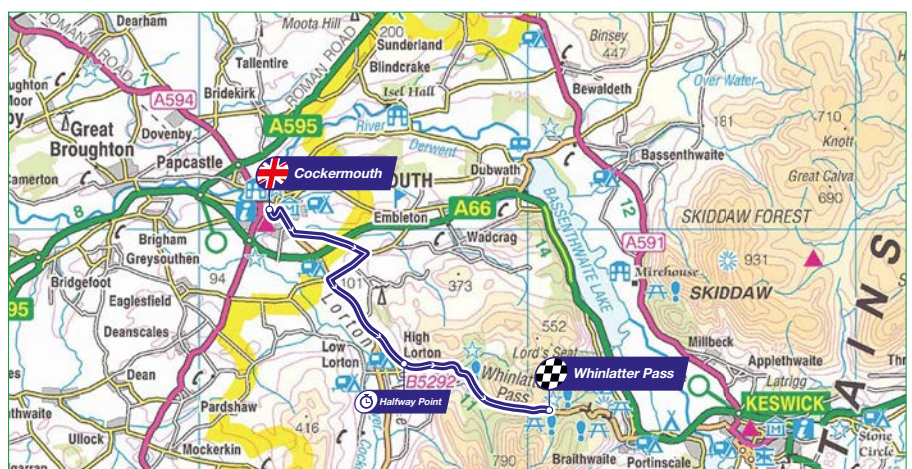 ROMAN ROAD
Dearham
Moota Hill
200
Sunderland
Binsey
447
Tallentire
ROMAN ROAD
Blindcrake
Isel Hall
Over Water
7
A594
Bridekirk
Bewaldeth
Great
Broughton
Dovenby
A595
River
181
710
Knott
Papcastle
Derwent
Bassenthwaite
Camerton
Cockermouth
OUTH
Dubwath
Great Calva
690
8
Embleton
A66
BASSENTHWAITE LAKE
12
SKIDDAW FOREST
Brigham
Greysouthen
Wadcrag
14
A591
Bridgefoot
94
101
373
Mirehouse
931
95
Eaglesfield
Lorton
SKIDDAW
Deanscales
High
Lorton
552
Millbeck
Low
Lorton
Lord's Seat
Dean
Whinlatter
Pass
Whinlatter Pass
Applethwaite
Latrigg
B5292
11
Halfway Point
KESWICK
Pardshaw
416
Ullock
Mockerkin
790
Braithwaite
Portinscale
Stone
Circle
TAINS